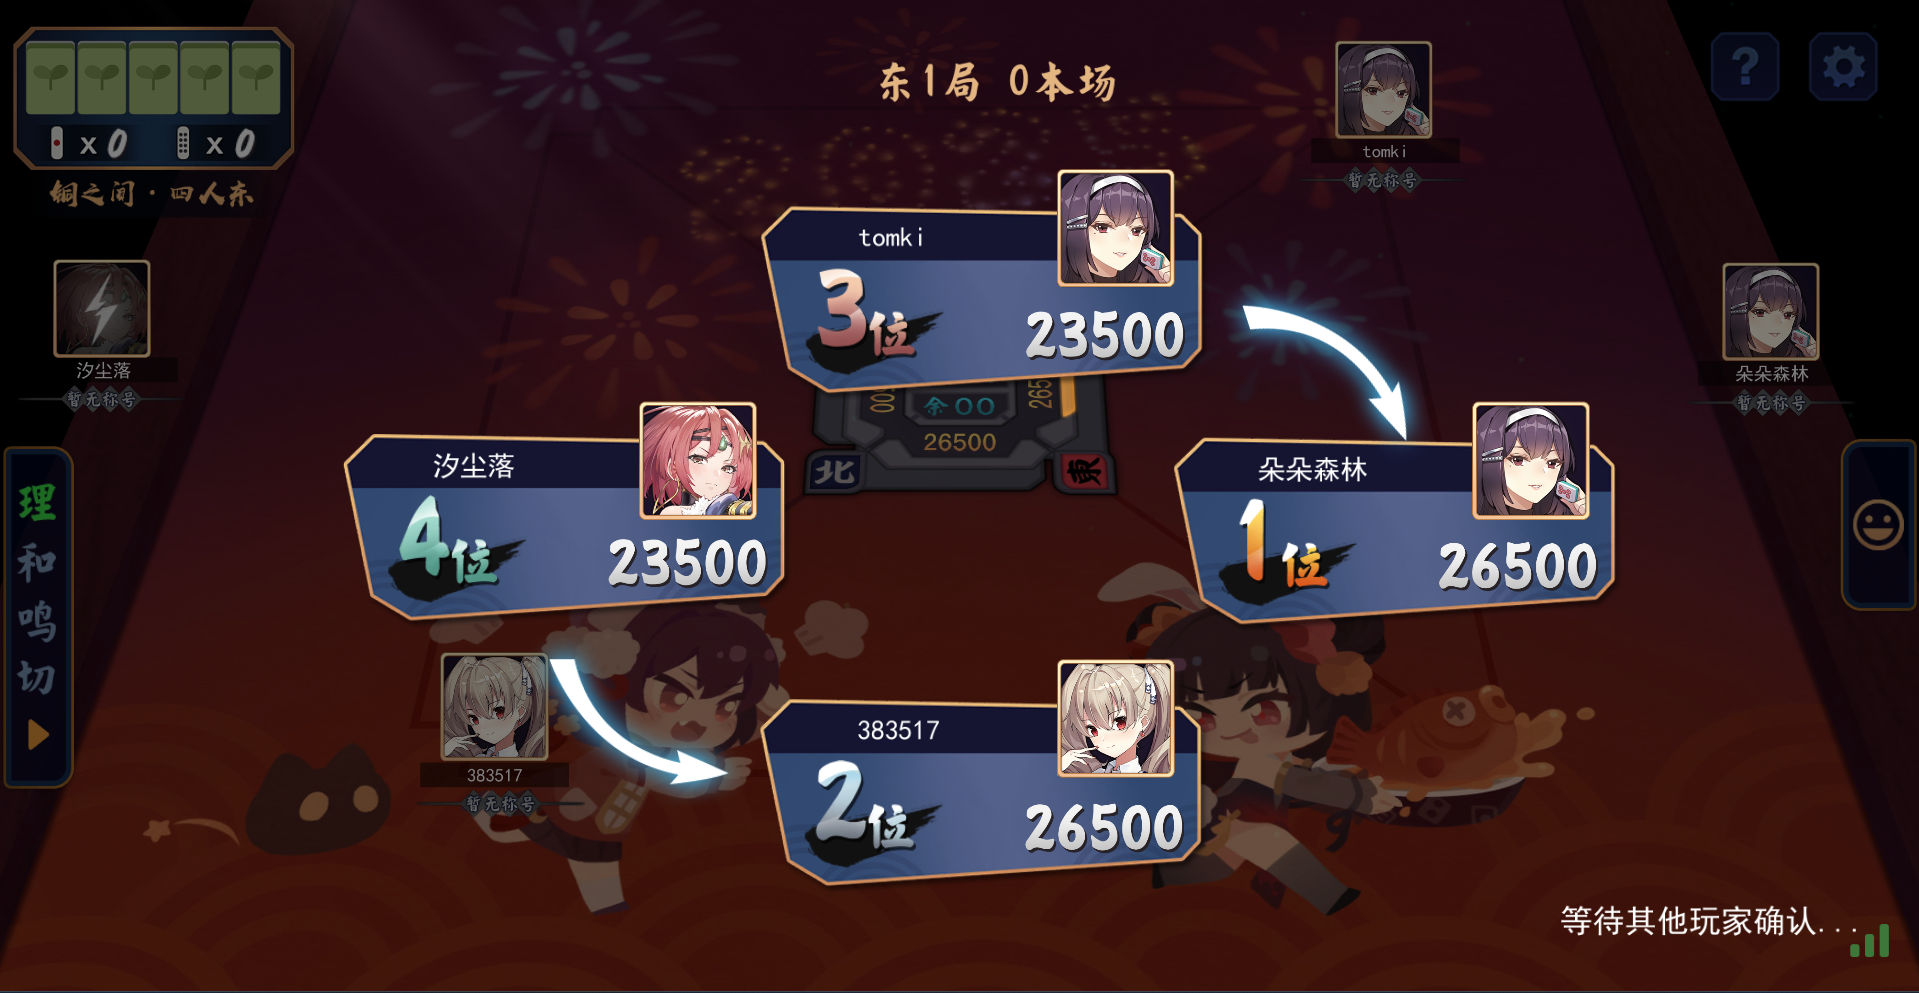 东1局 0本场
x 0 x 0
铜之间·四人东
tomki
暂无称号
tomki
3位
23500
汐尘落
暂无称号
朵朵森林
暂无称号
余00
265
26500
北
東
汐尘落
4位
23500
朵朵森林
1位
26500
理
和
鸣
切
383517
暂无称号
383517
2位
26500
?
等待其他玩家确认...